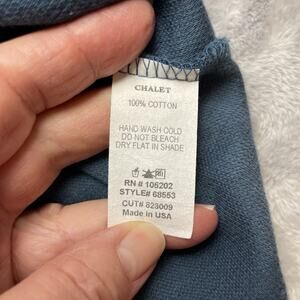 CHALET
100% COTTON
HAND WASH COLD
DO NOT BLEACH
DRY FLAT IN SHADE
RN # 105202
STYLE# 68553
CUT# 823009
Made in USA